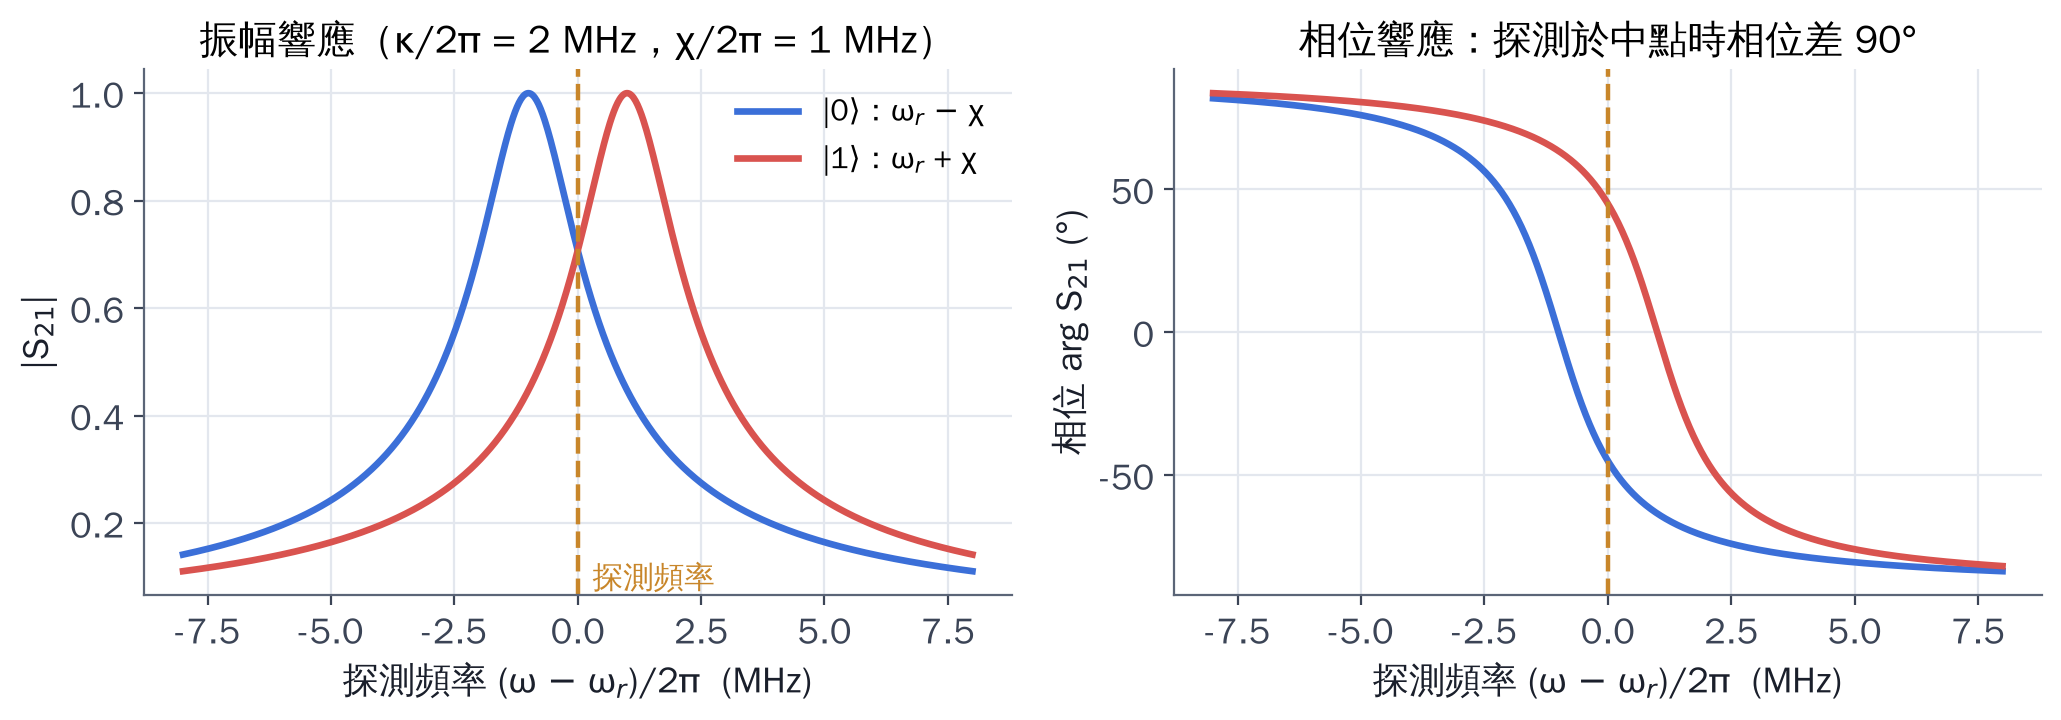 振幅響應（κ/2π = 2 MHz，χ/2π = 1 MHz）
|S₂₁|
1.0
0.8
0.6
0.4
0.2
|0⟩：ωᵣ − χ
|1⟩：ωᵣ + χ
探測頻率
-7.5 -5.0 -2.5 0.0 2.5 5.0 7.5
探測頻率 (ω − ωᵣ)/2π (MHz)
相位響應：探測於中點時相位差 90°
相位 arg S₂₁ (°)
50
0
-50
-7.5 -5.0 -2.5 0.0 2.5 5.0 7.5
探測頻率 (ω − ωᵣ)/2π (MHz)